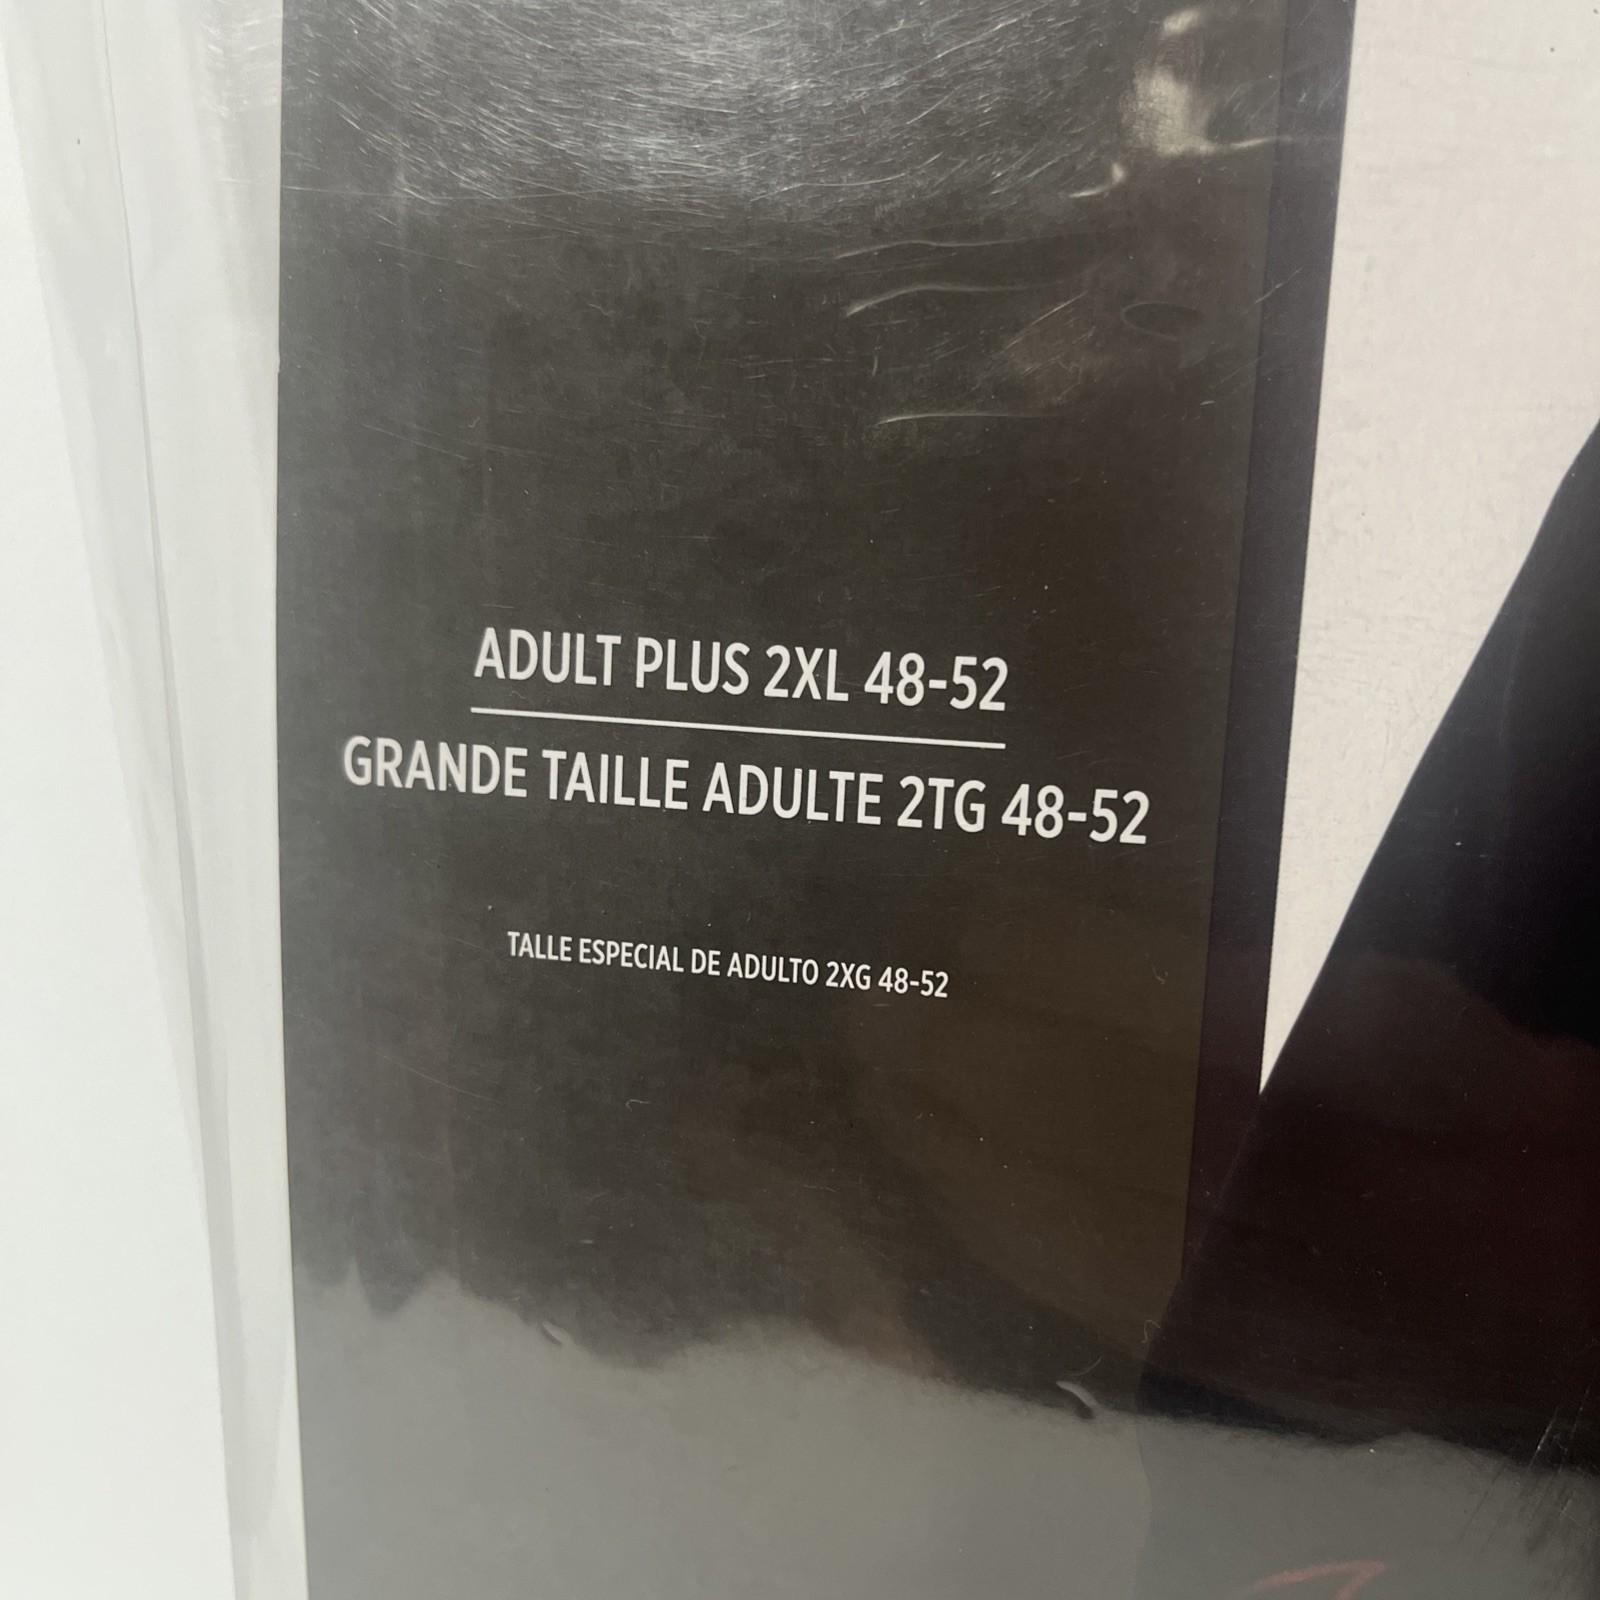 ADULT PLUS 2XL 48-52
GRANDE TAILLE ADULTE 2TG 48-52
TALLE ESPECIAL DE ADULTO 2XG 48-52